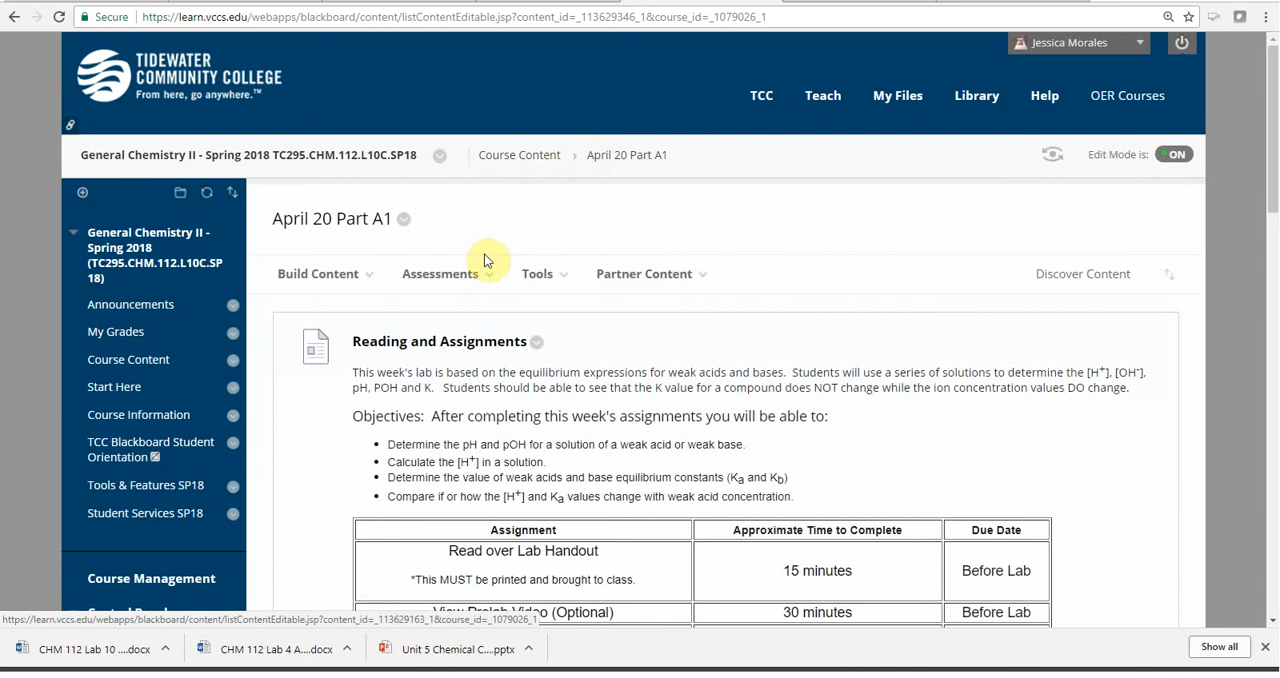 Secure
https://learn.vccs.edu/webapps/blackboard/content/listContentEditable.jsp?content_id=_113629346_1&course_id=_1079026_1
TIDEWATER
COMMUNITY COLLEGE
From here, go anywhere.™
Jessica Morales
TCC
Teach
My Files
Library
Help
OER Courses
General Chemistry II - Spring 2018 TC295.CHM.112.L10C.SP18
Course Content
April 20 Part A1
Edit Mode is:
ON
General Chemistry II -
Spring 2018
(TC295.CHM.112.L10C.SP
18)
Announcements
My Grades
Course Content
Start Here
Course Information
TCC Blackboard Student
Orientation
Tools & Features SP18
Student Services SP18
Course Management
April 20 Part A1
Build Content
Assessments
Tools
Partner Content
Discover Content
Reading and Assignments
This week's lab is based on the equilibrium expressions for weak acids and bases. Students will use a series of solutions to determine the [H+], [OH-],
pH, POH and K. Students should be able to see that the K value for a compound does NOT change while the ion concentration values DO change.
Objectives: After completing this week's assignments you will be able to:
• Determine the pH and pOH for a solution of a weak acid or weak base.
• Calculate the [H+] in a solution.
• Determine the value of weak acids and base equilibrium constants (Ka and Kb)
• Compare if or how the [H+] and Ka values change with weak acid concentration.
Assignment
Approximate Time to Complete
Due Date
Read over Lab Handout
*This MUST be printed and brought to class.
15 minutes
Before Lab
View Prelab Video (Optional)
30 minutes
Before Lab
https://learn.vccs.edu/webapps/blackboard/content/listContentEditable.jsp?content_id=_113629163_1&course_id=_1079026_1
CHM 112 Lab 10 ....docx
CHM 112 Lab 4 A....docx
Unit 5 Chemical C....pptx
Show all